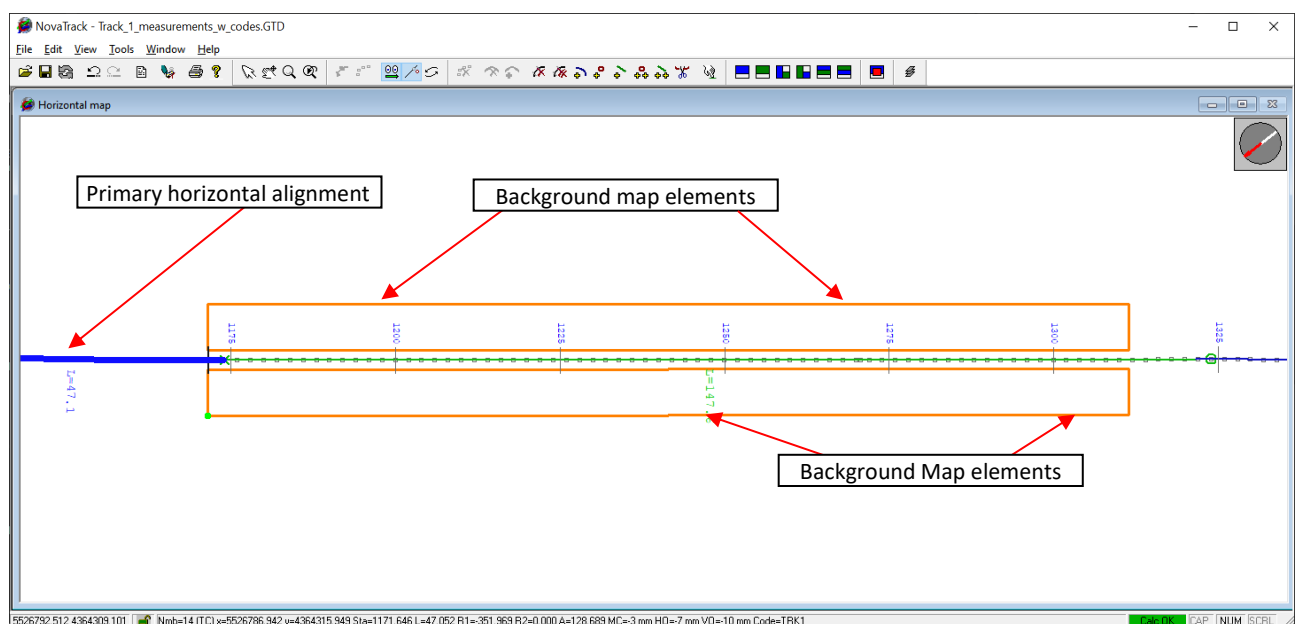 NovaTrack - Track_1_measurements_w_codes.GTD
File Edit View Tools Window Help
Horizontal map
Primary horizontal alignment
Background map elements
1175
1200
1225
1250
1275
1300
1325
L=47.1
Background Map elements
5526792.512 4364309.101 Nmb=14 (TC) x=5526786.942 y=4364315.949 Sta=1171.646 L=47.052 R1=-351.969 R2=0.000 A=128.689 MC=-3 mm HO=-7 mm VO=-10 mm Code=TRK1 Calc OK CAP NUM SCRL